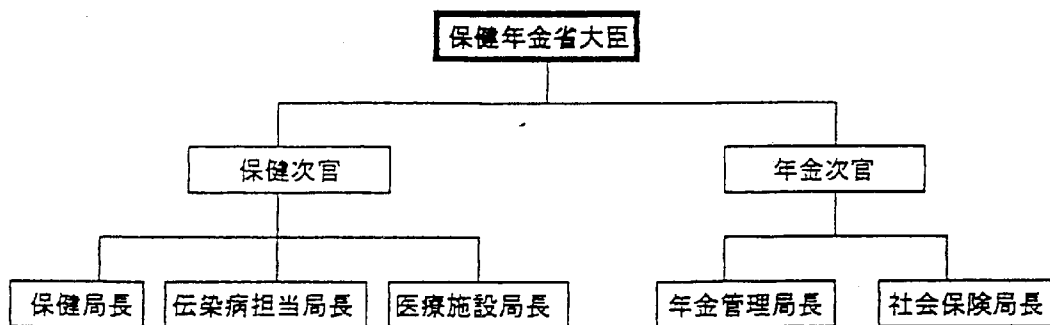 保健年金省大臣
保健次官
年金次官
保健局長
伝染病担当局長
医療施設局長
年金管理局長
社会保険局長